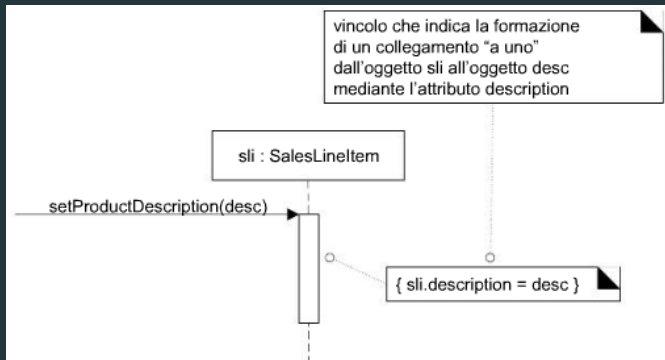 vincolo che indica la formazione
di un collegamento “a uno”
dall’oggetto sli all’oggetto desc
mediante l’attributo description
sli : SalesLineItem
setProductDescription(desc)
{ sli.description = desc }